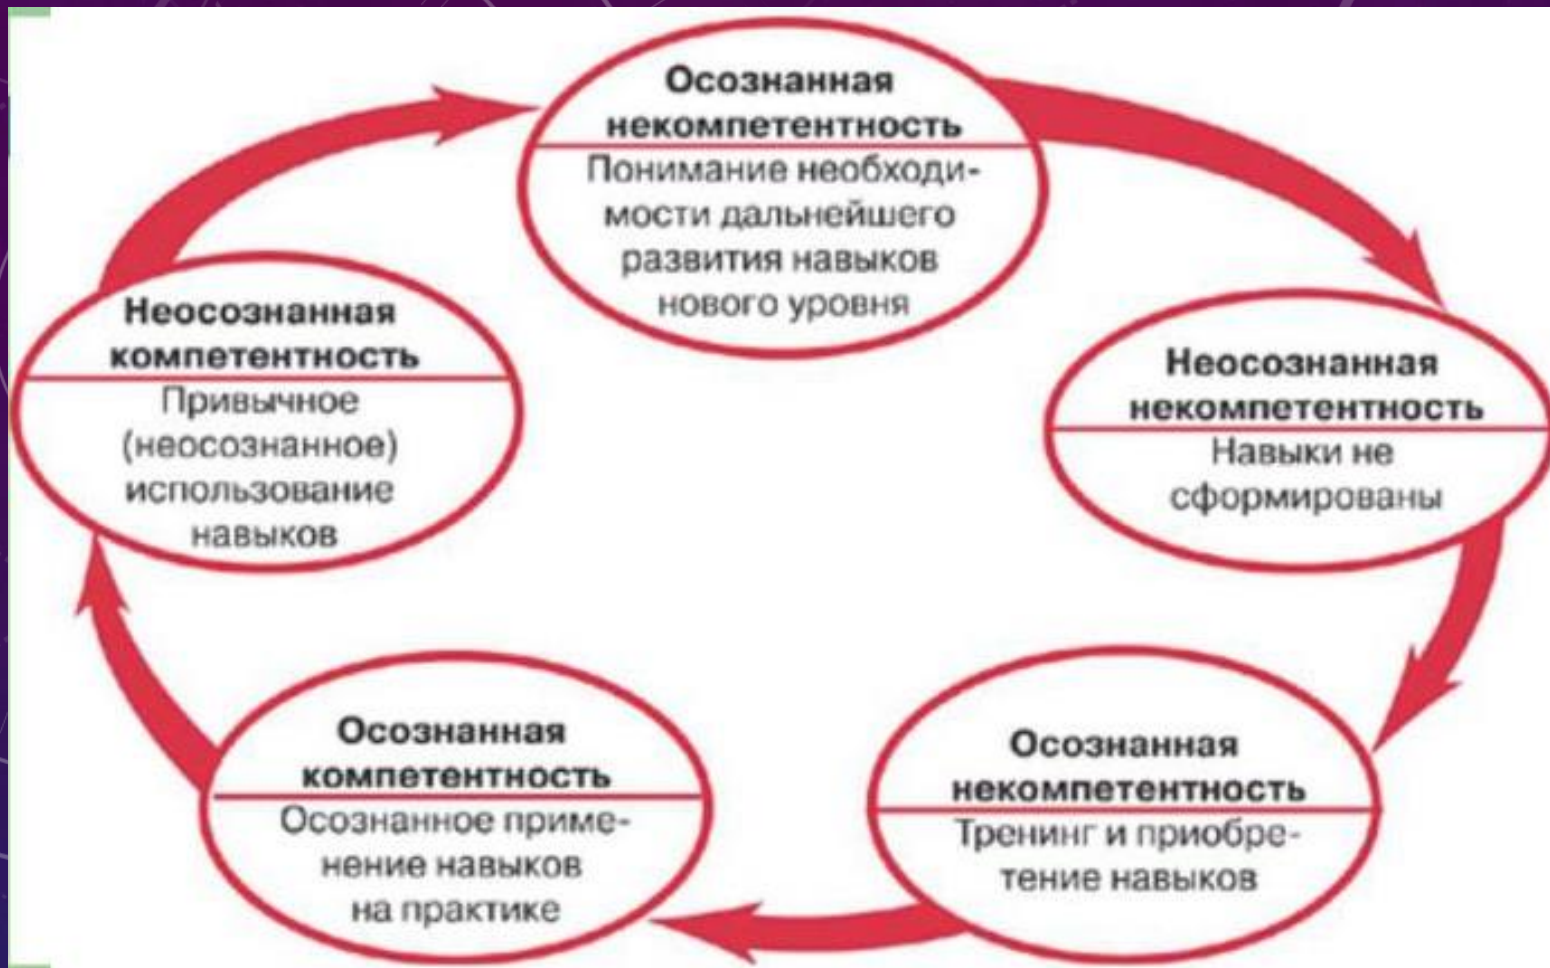 Осознанная
некомпетентность
Понимание необходи-
мости дальнейшего
развития навыков
нового уровня
Неосознанная
некомпетентность
Навыки не
сформированы
Осознанная
некомпетентность
Тренинг и приобре-
тение навыков
Осознанная
компетентность
Осознанное приме-
нение навыков
на практике
Неосознанная
компетентность
Привычное
(неосознанное)
использование
навыков